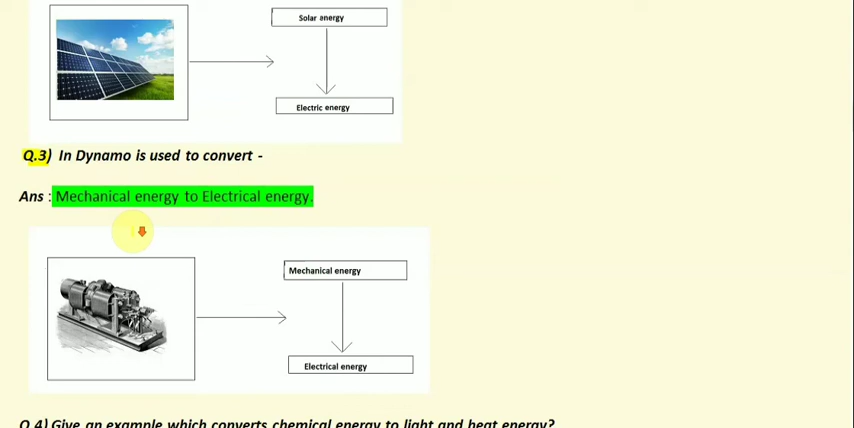 Solar energy
Electric energy
Q.3) In Dynamo is used to convert -
Ans : Mechanical energy to Electrical energy.
Mechanical energy
Electrical energy
Q.4) Give an example which converts chemical energy to light and heat energy?